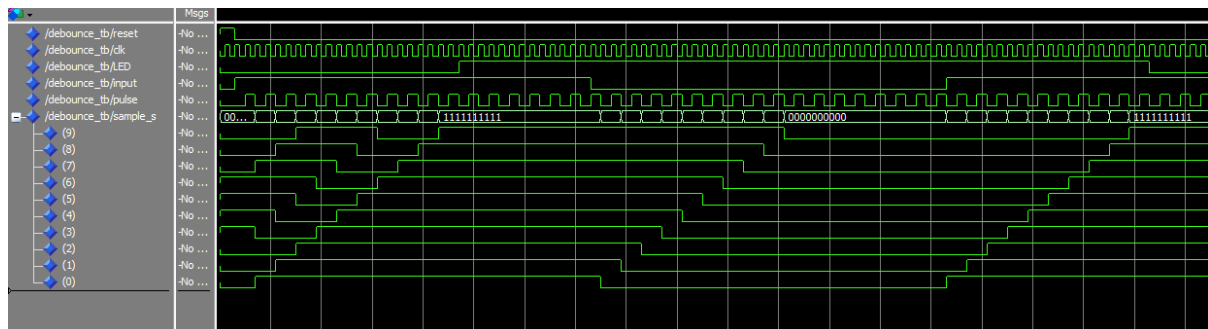 Msgs
/debounce_tb/reset -No ...
/debounce_tb/clk -No ...
/debounce_tb/LED -No ...
/debounce_tb/input -No ...
/debounce_tb/pulse -No ...
/debounce_tb/sample_s -No ... 00... 1111111111 0000000000 1111111111
(9) -No ...
(8) -No ...
(7) -No ...
(6) -No ...
(5) -No ...
(4) -No ...
(3) -No ...
(2) -No ...
(1) -No ...
(0) -No ...